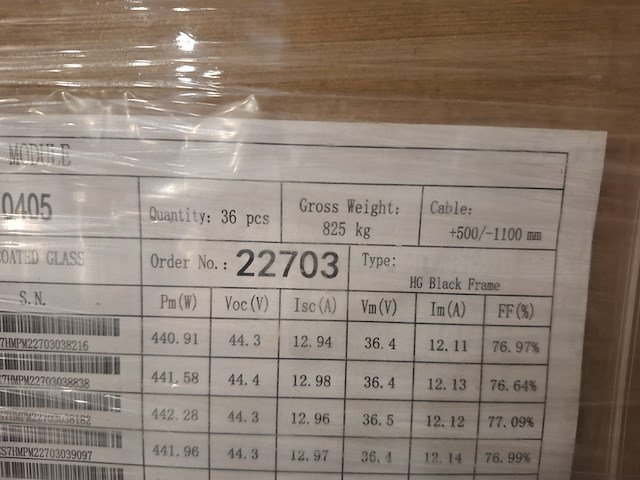 MODULE
0405 Quantity: 36 pcs Gross Weight: 825 kg Cable: +500/-1100 mm
COATED GLASS Order No.: 22703 Type: HG Black Frame
S.N. Pm(W) Voc(V) Isc(A) Vm(V) Im(A) FF(%)
7HMPM22703038216 440.91 44.3 12.94 36.4 12.11 76.97%
7HMPM22703038838 441.58 44.4 12.98 36.4 12.13 76.64%
442.28 44.3 12.96 36.5 12.12 77.09%
S7HMPM22703039097 441.96 44.3 12.97 36.4 12.14 76.99%